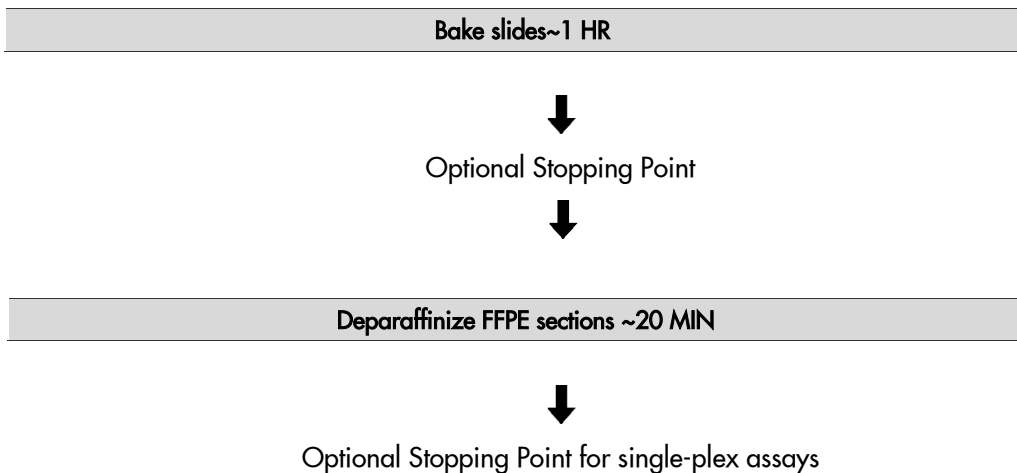 Bake slides~1 HR
Optional Stopping Point
Deparaffinize FFPE sections ~20 MIN
Optional Stopping Point for single-plex assays